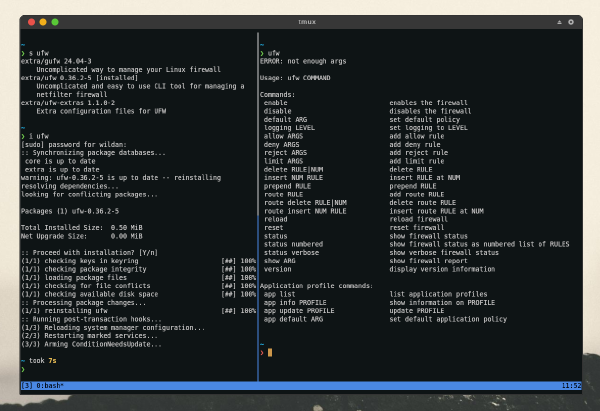 tmux
~
❯ s ufw
extra/gufw 24.04-3
    Uncomplicated way to manage your Linux firewall
extra/ufw 0.36.2-5 [installed]
    Uncomplicated and easy to use CLI tool for managing a
    netfilter firewall
extra/ufw-extras 1.1.0-2
    Extra configuration files for UFW
~
❯ i ufw
[sudo] password for wildan:
:: Synchronizing package databases...
 core is up to date
 extra is up to date
warning: ufw-0.36.2-5 is up to date -- reinstalling
resolving dependencies...
looking for conflicting packages...
Packages (1) ufw-0.36.2-5
Total Installed Size:  0.50 MiB
Net Upgrade Size:      0.00 MiB
:: Proceed with installation? [Y/n]
(1/1) checking keys in keyring [##] 100%
(1/1) checking package integrity [##] 100%
(1/1) loading package files [##] 100%
(1/1) checking for file conflicts [##] 100%
(1/1) checking available disk space [##] 100%
:: Processing package changes...
(1/1) reinstalling ufw [##] 100%
:: Running post-transaction hooks...
(1/3) Reloading system manager configuration...
(2/3) Restarting marked services...
(3/3) Arming ConditionNeedsUpdate...
~ took 7s
❯
~
❯ ufw
ERROR: not enough args
Usage: ufw COMMAND
Commands:
 enable                          enables the firewall
 disable                         disables the firewall
 default ARG                     set default policy
 logging LEVEL                   set logging to LEVEL
 allow ARGS                      add allow rule
 deny ARGS                       add deny rule
 reject ARGS                     add reject rule
 limit ARGS                      add limit rule
 delete RULE|NUM                 delete RULE
 insert NUM RULE                 insert RULE at NUM
 prepend RULE                    prepend RULE
 route RULE                      add route RULE
 route delete RULE|NUM           delete route RULE
 route insert NUM RULE           insert route RULE at NUM
 reload                          reload firewall
 reset                           reset firewall
 status                          show firewall status
 status numbered                 show firewall status as numbered list of RULES
 status verbose                  show verbose firewall status
 show ARG                        show firewall report
 version                         display version information
Application profile commands:
 app list                        list application profiles
 app info PROFILE                show information on PROFILE
 app update PROFILE              update PROFILE
 app default ARG                 set default application policy
~
❯
[3] 0:bash* 11:52